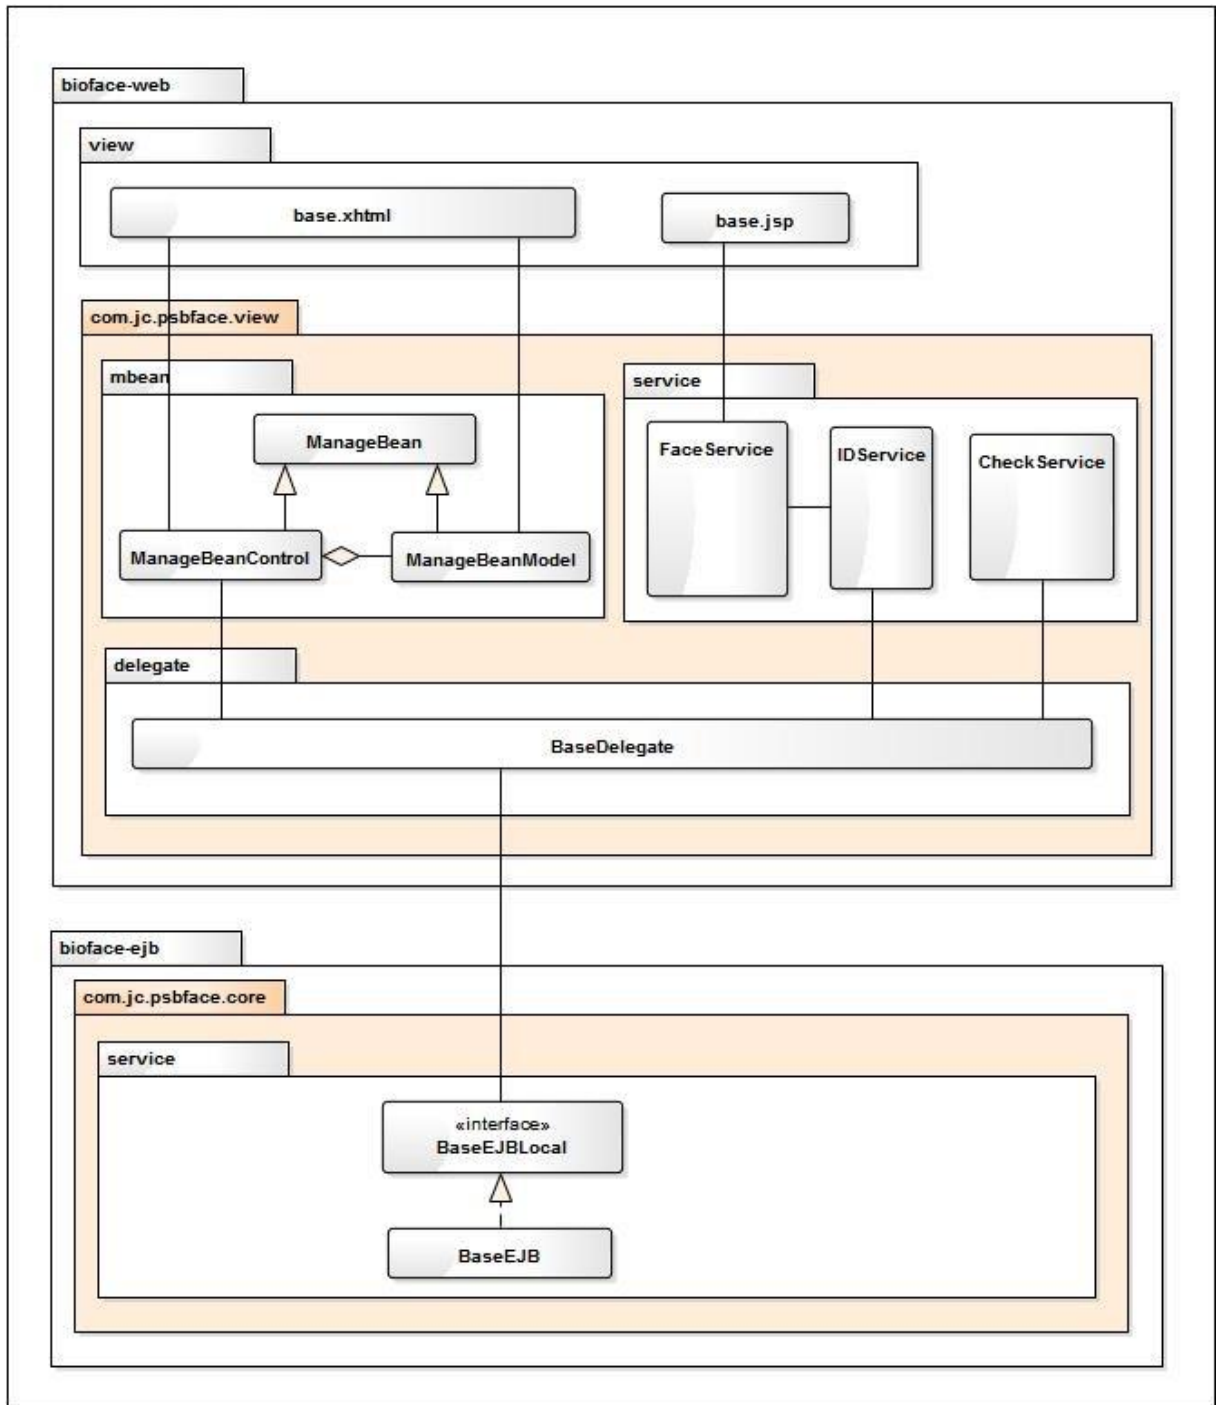 bioface-web
view
base.xhtml
base.jsp
com.jc.psbface.view
mbean
service
ManageBean
FaceService
IDService
CheckService
ManageBeanControl
ManageBeanModel
delegate
BaseDelegate
bioface-ejb
com.jc.psbface.core
service
«interface»
BaseEJBLocal
BaseEJB